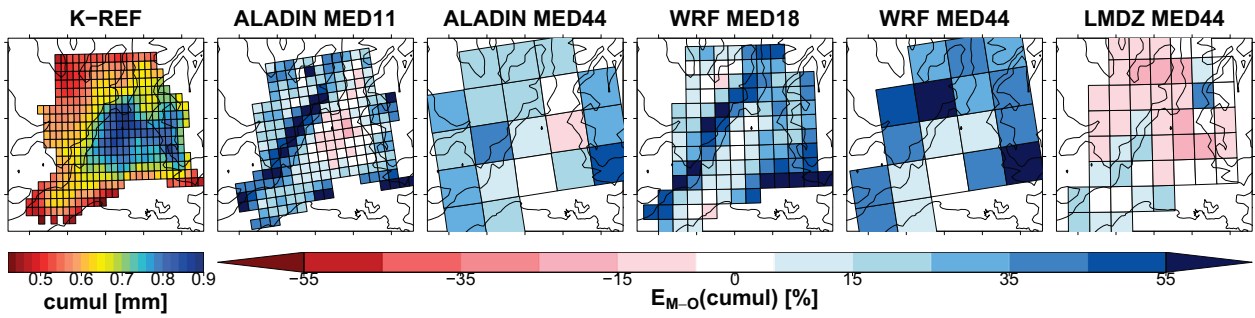 K−REF ALADIN MED11 ALADIN MED44 WRF MED18 WRF MED44 LMDZ MED44
0.5 0.6 0.7 0.8 0.9 −55 −35 −15 0 15 35 55
cumul [mm] E_M−O(cumul) [%]